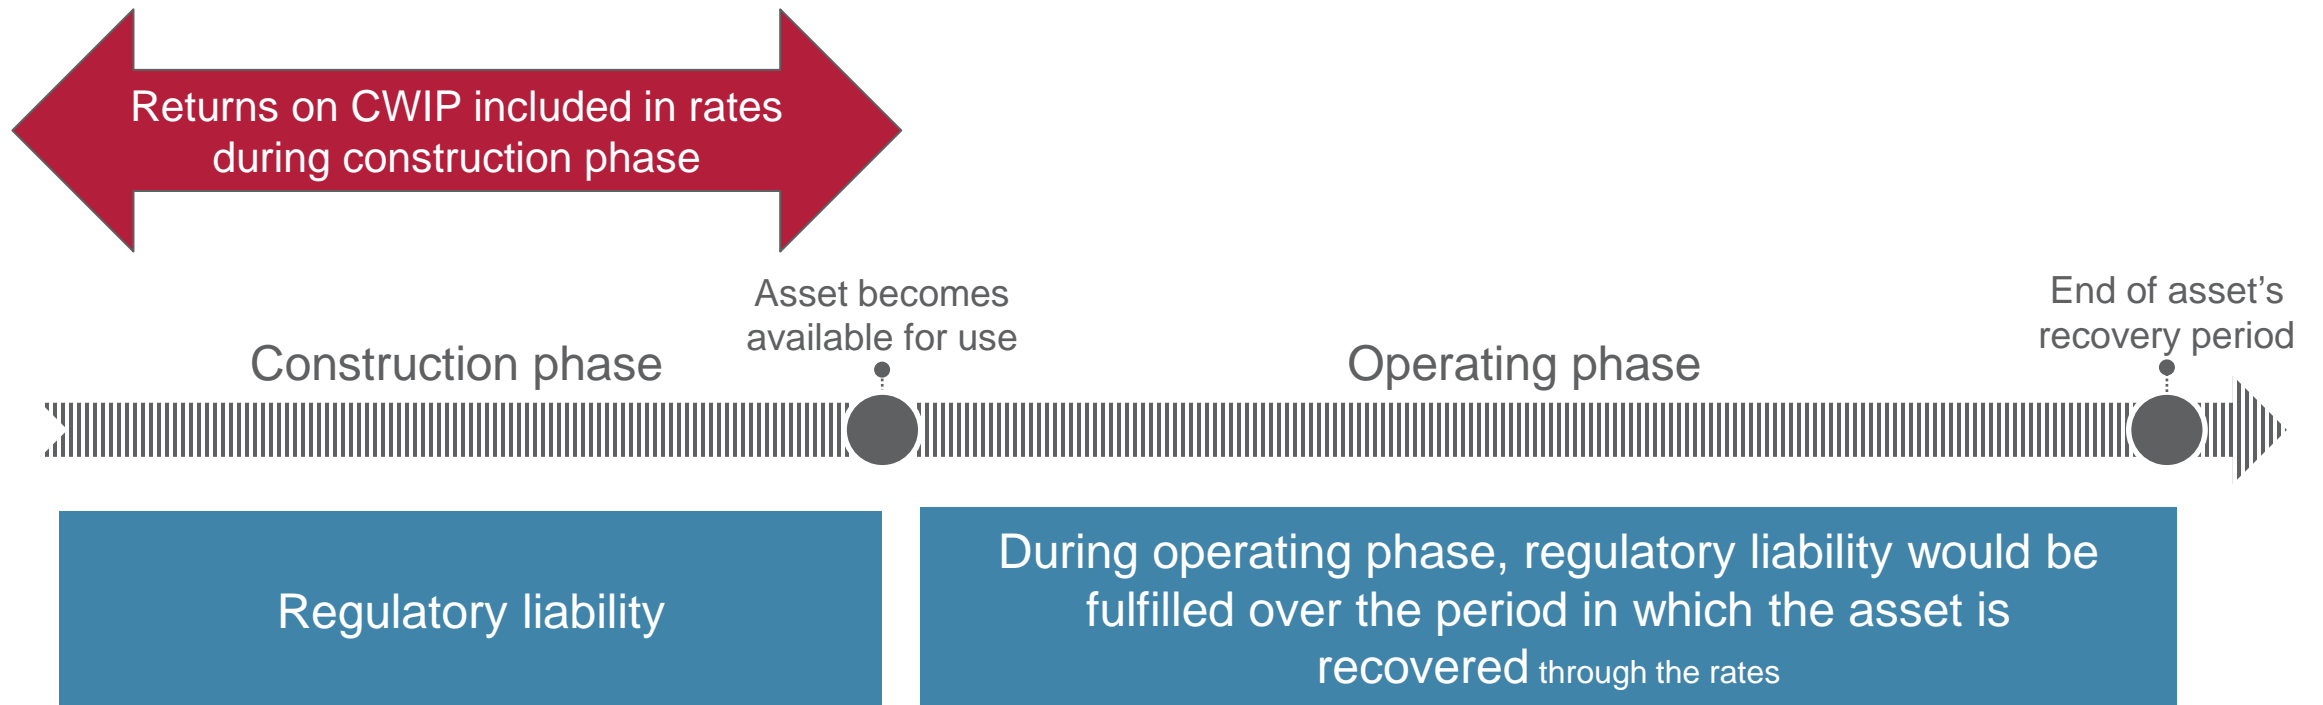 Returns on CWIP included in rates
during construction phase
Asset becomes
available for use
End of asset’s
recovery period
Construction phase
Operating phase
Regulatory liability
During operating phase, regulatory liability would be
fulfilled over the period in which the asset is
recovered through the rates